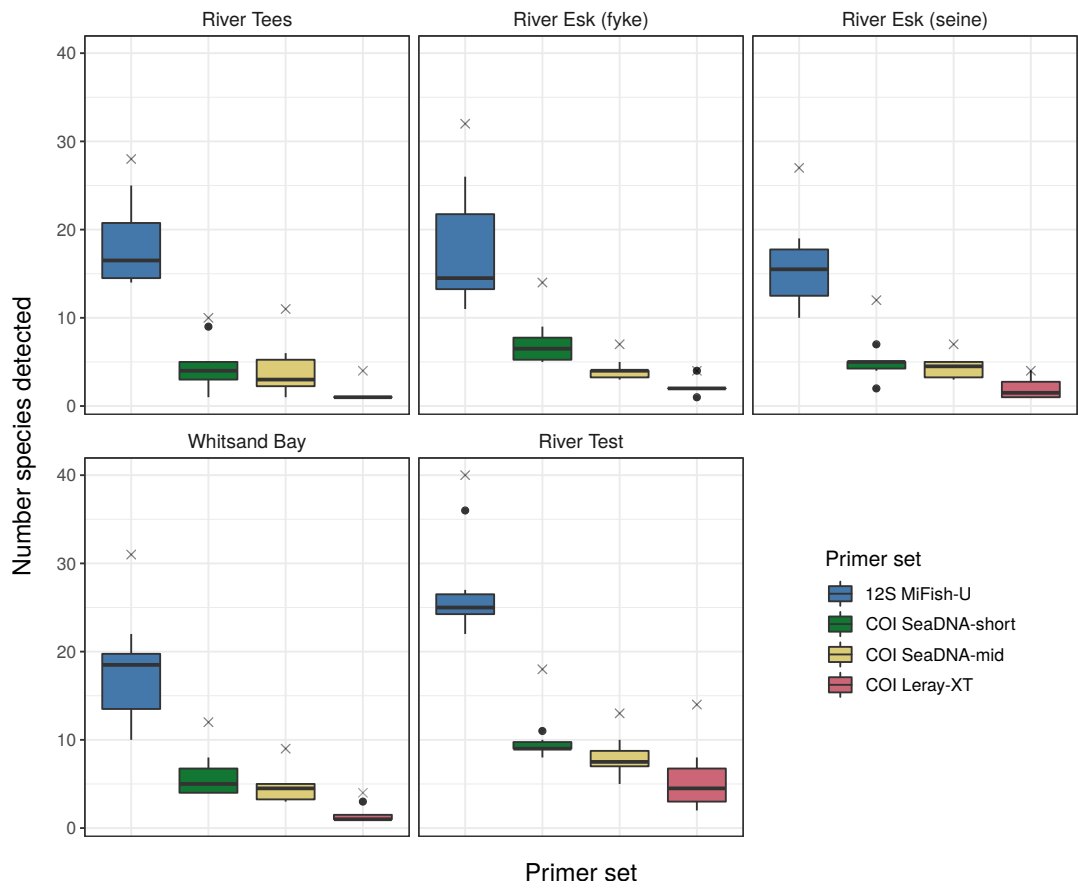 River Tees
River Esk (fyke)
River Esk (seine)
40
30
20
10
0
Whitsand Bay
River Test
40
30
20
10
0
Number species detected
Primer set
Primer set
12S MiFish-U
COI SeaDNA-short
COI SeaDNA-mid
COI Leray-XT